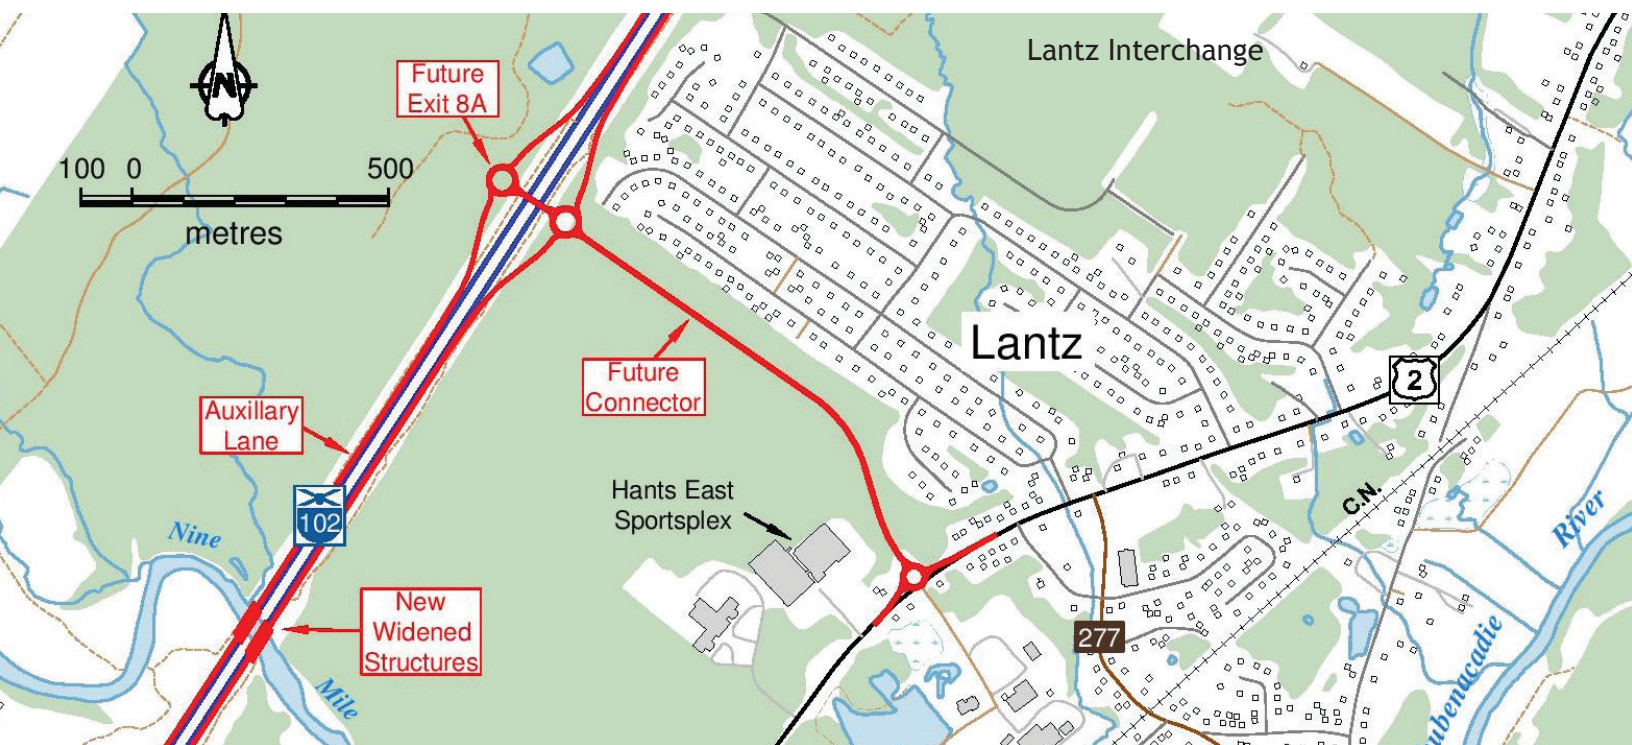 Lantz Interchange
Future
Exit 8A
N
100 0 500
metres
Lantz
2
Future
Connector
Auxillary
Lane
102
Hants East
Sportsplex
C.N.
Nine
River
New
Widened
Structures
277
Mile
ubenacadie